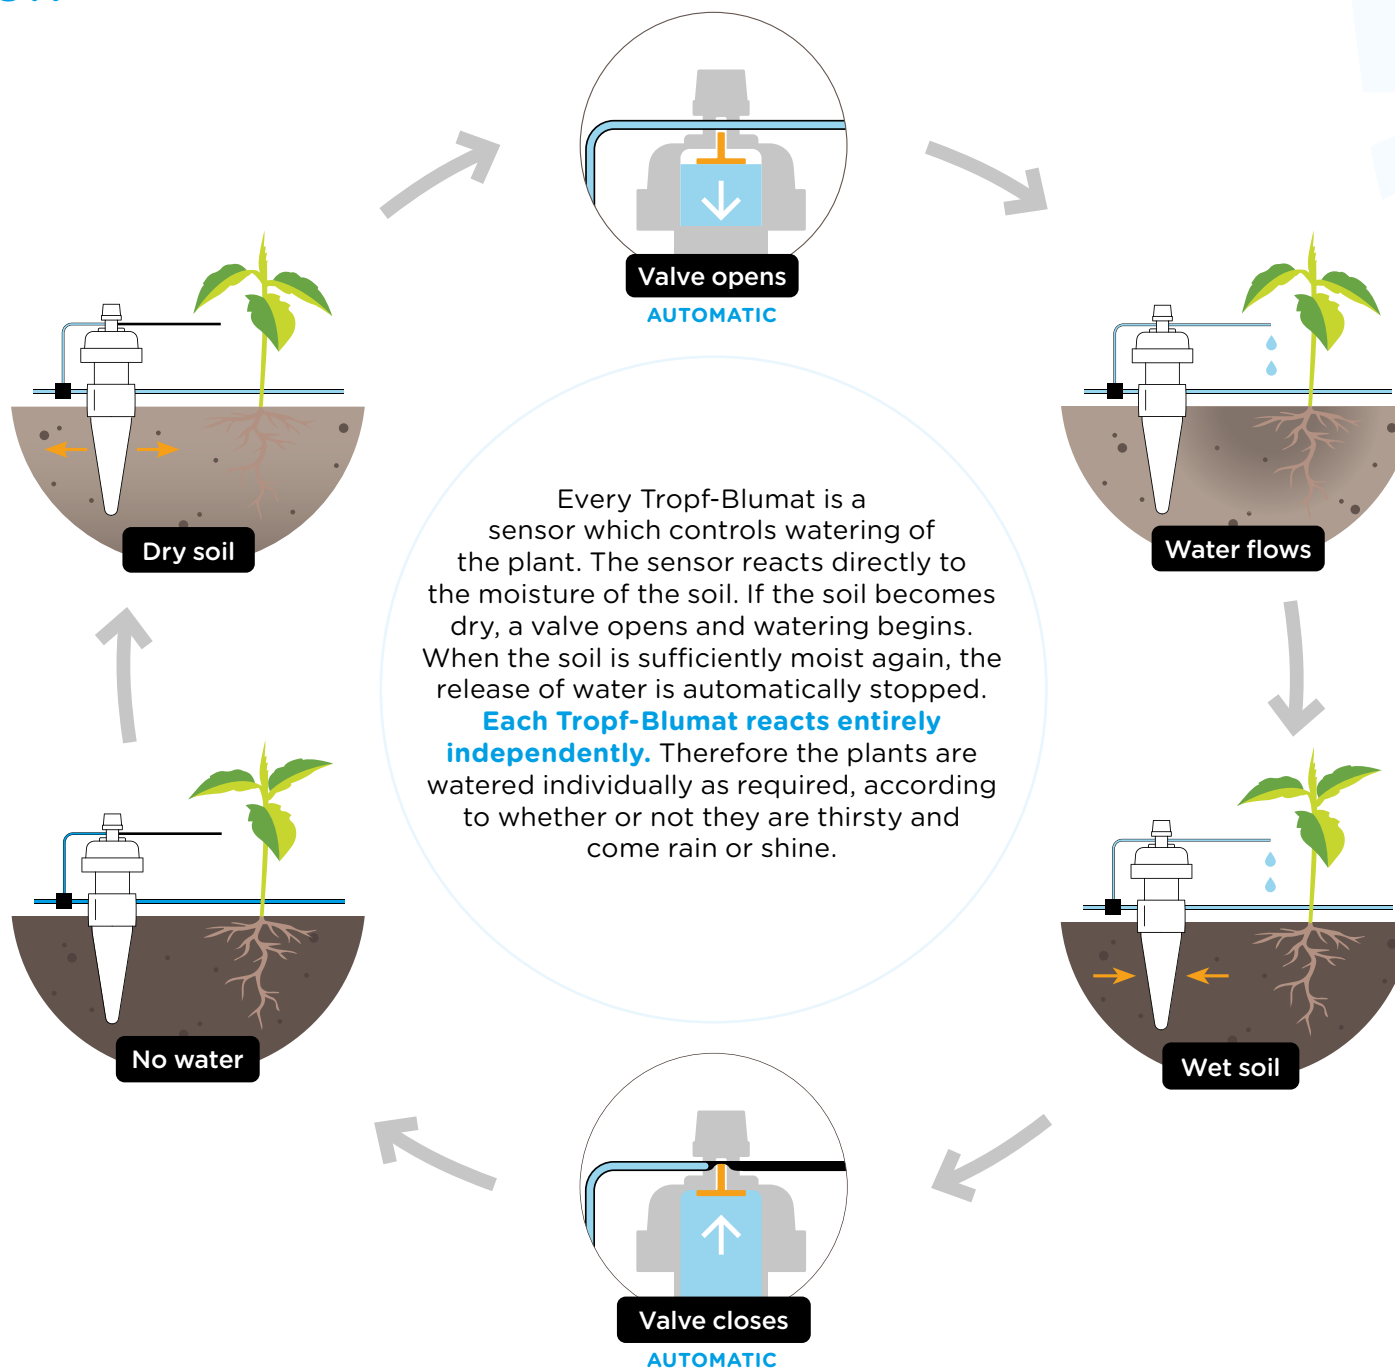 Valve opens
AUTOMATIC
Dry soil
Water flows
Every Tropf-Blumat is a
sensor which controls watering of
the plant. The sensor reacts directly to
the moisture of the soil. If the soil becomes
dry, a valve opens and watering begins.
When the soil is sufficiently moist again, the
release of water is automatically stopped.
Each Tropf-Blumat reacts entirely
independently. Therefore the plants are
watered individually as required, according
to whether or not they are thirsty and
come rain or shine.
No water
Wet soil
Valve closes
AUTOMATIC